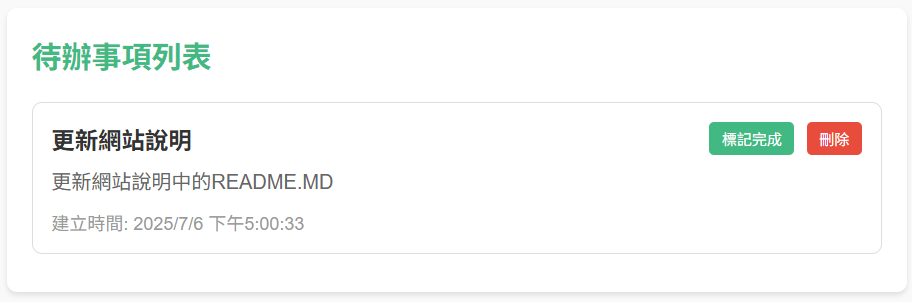 待辦事項列表
更新網站說明
標記完成
刪除
更新網站說明中的README.MD
建立時間: 2025/7/6 下午5:00:33